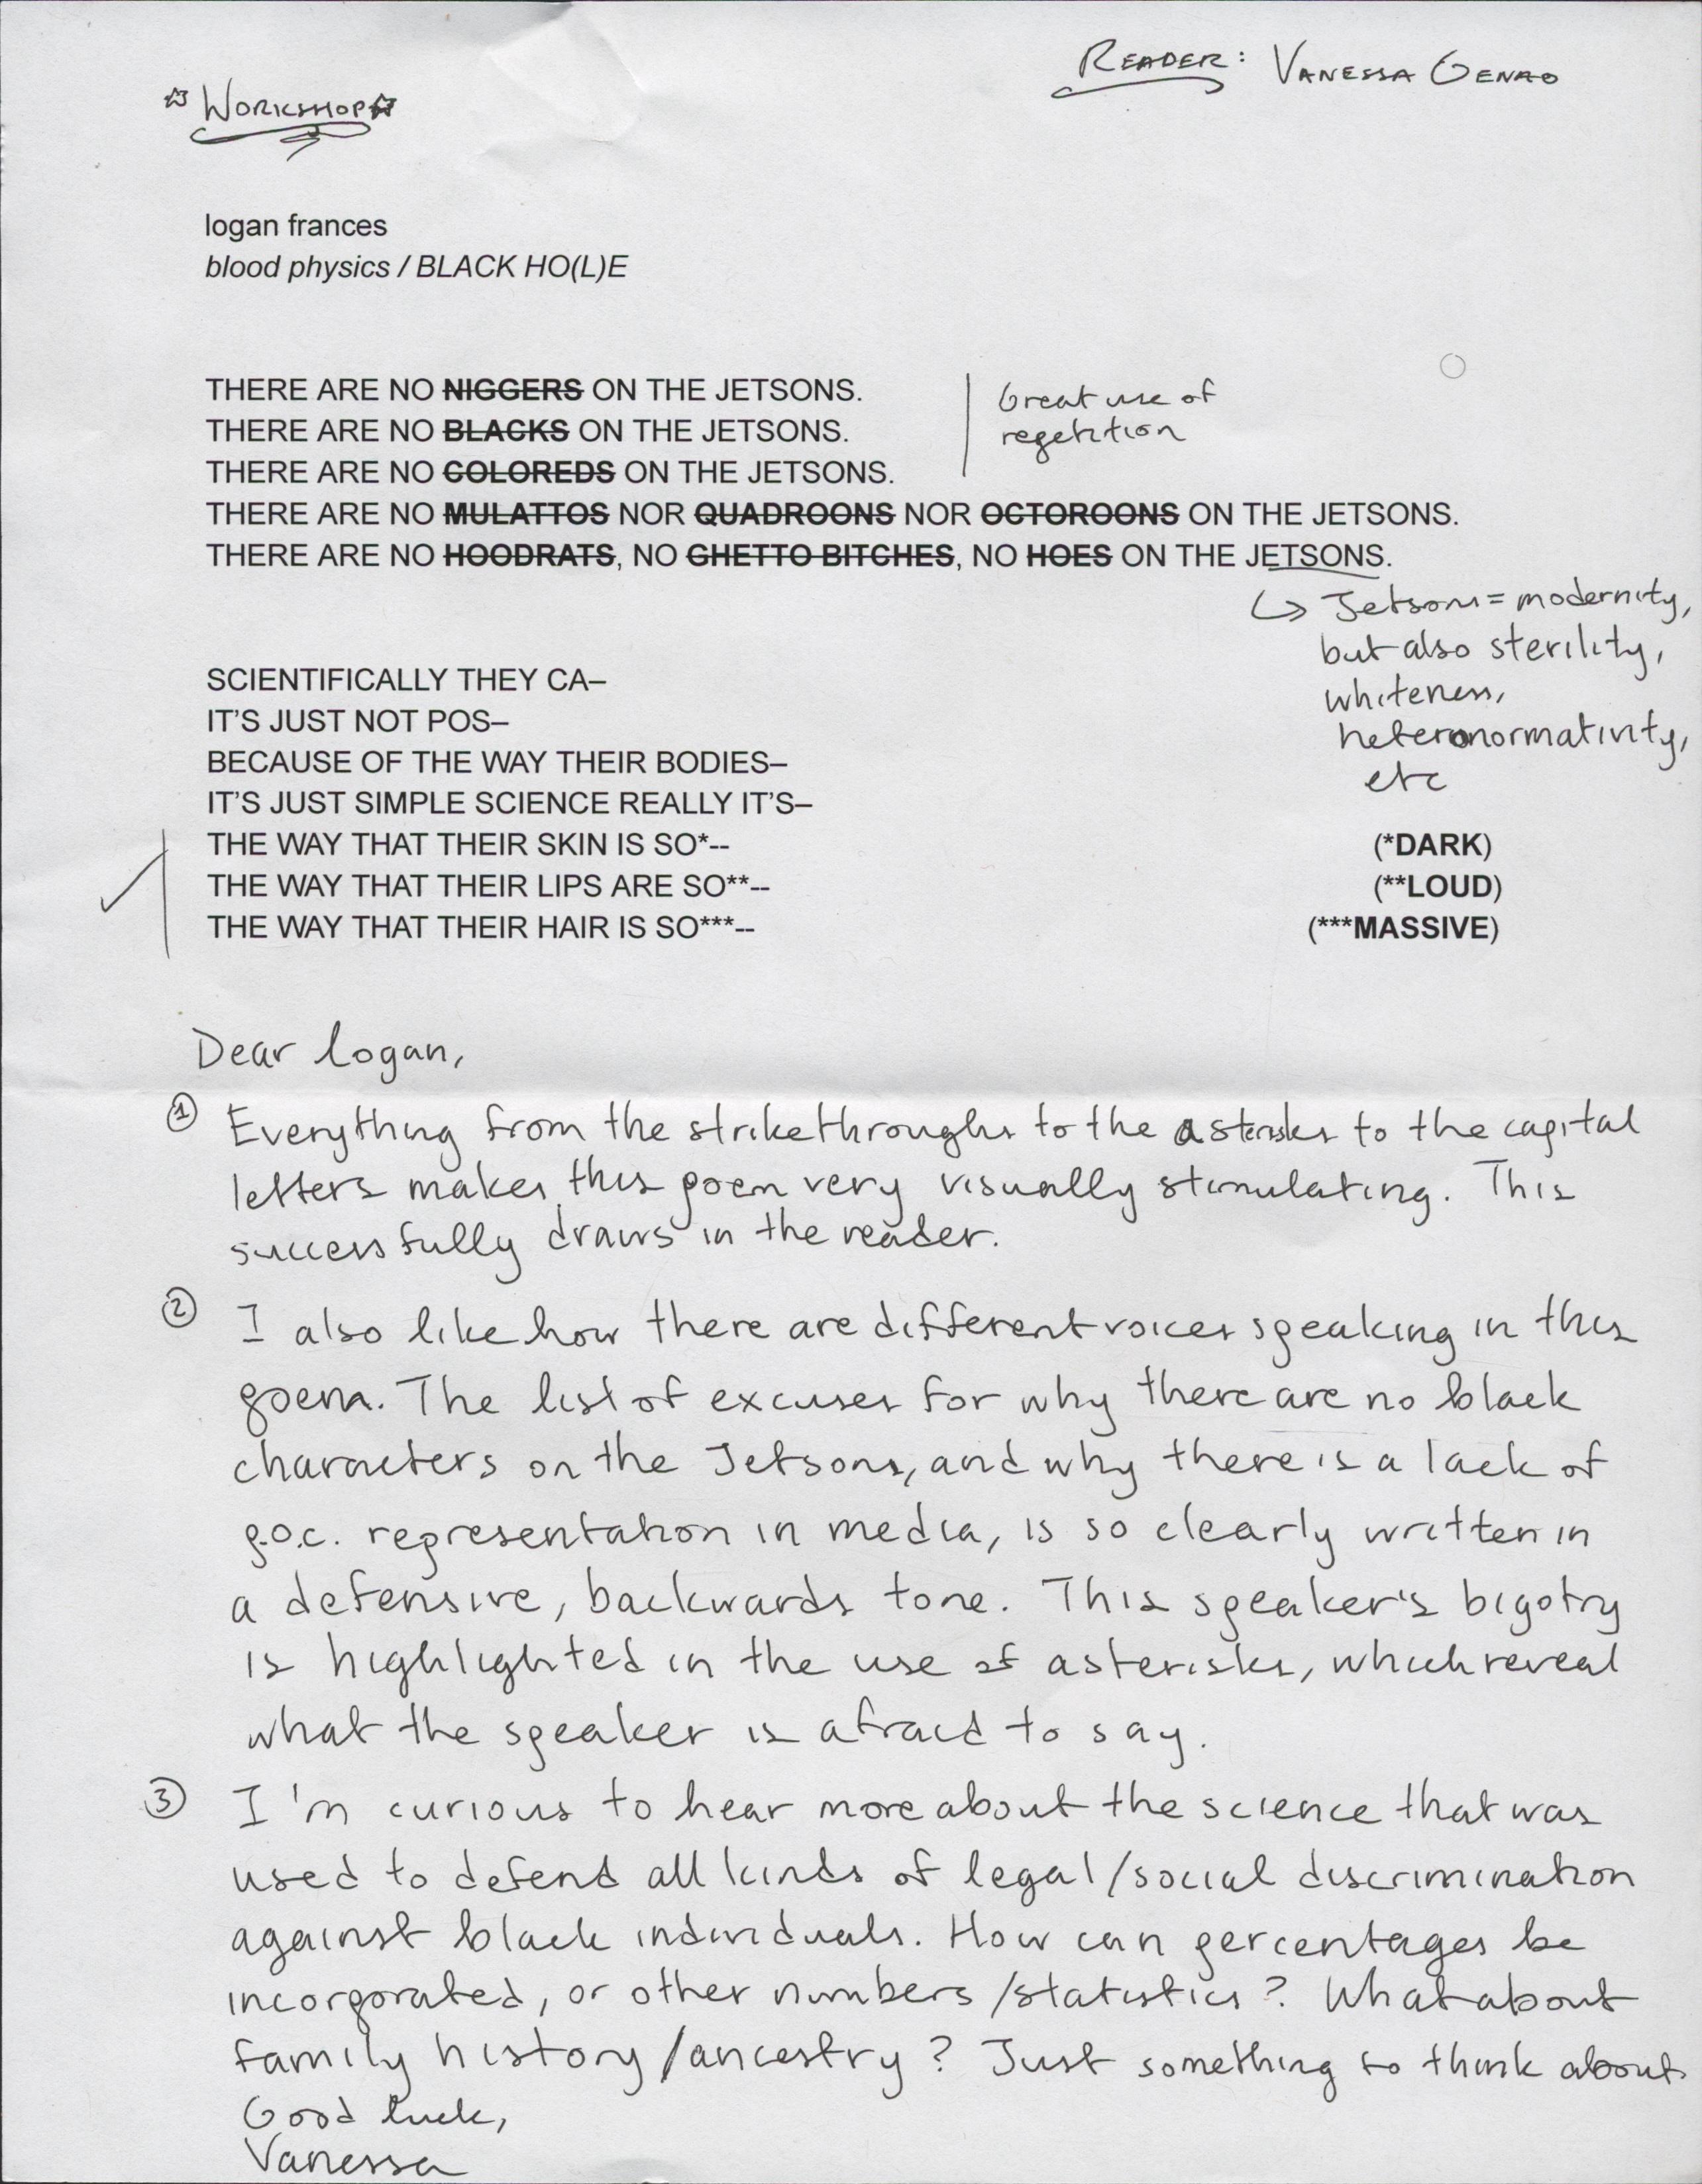 READER: VANESSA GENAO
☆ WORKSHOP ☆
logan frances
blood physics / BLACK HO(L)E
THERE ARE NO NIGGERS ON THE JETSONS.
THERE ARE NO BLACKS ON THE JETSONS.
THERE ARE NO COLOREDS ON THE JETSONS.
THERE ARE NO MULATTOS NOR QUADROONS NOR OCTOROONS ON THE JETSONS.
THERE ARE NO HOODRATS, NO GHETTO BITCHES, NO HOES ON THE JETSONS.
Great use of
repetition
↳ Jetsons = modernity,
but also sterility,
whiteness,
heteronormativity,
etc
SCIENTIFICALLY THEY CA–
IT'S JUST NOT POS–
BECAUSE OF THE WAY THEIR BODIES–
IT'S JUST SIMPLE SCIENCE REALLY IT'S–
THE WAY THAT THEIR SKIN IS SO*-- (*DARK)
THE WAY THAT THEIR LIPS ARE SO**-- (**LOUD)
THE WAY THAT THEIR HAIR IS SO***-- (***MASSIVE)
Dear logan,
① Everything from the strikethroughs to the asterisks to the capital
letters makes this poem very visually stimulating. This
successfully draws in the reader.
② I also like how there are different voices speaking in this
poem. The list of excuses for why there are no black
characters on the Jetsons, and why there is a lack of
p.o.c. representation in media, is so clearly written in
a defensive, backwards tone. This speaker's bigotry
is highlighted in the use of asterisks, which reveal
what the speaker is afraid to say.
③ I'm curious to hear more about the science that was
used to defend all kinds of legal/social discrimination
against black individuals. How can percentages be
incorporated, or other numbers/statistics? What about
family history/ancestry? Just something to think about.
Good luck,
Vanessa